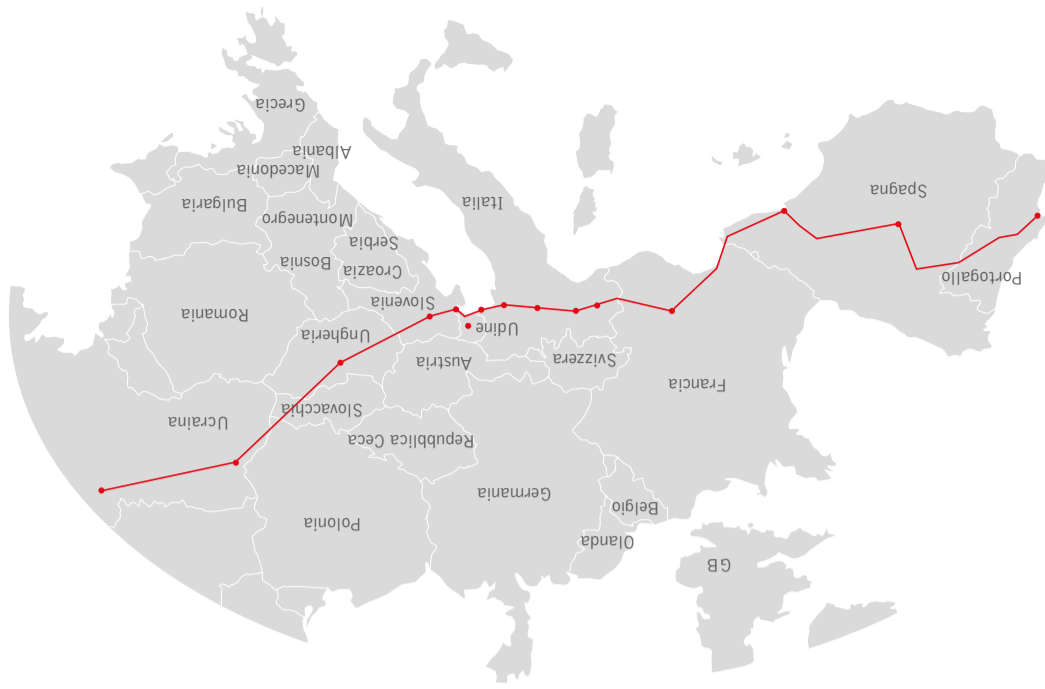 GB
Olanda
Belgio
Germania
Polonia
Repubblica Ceca
Slovacchia
Ucraina
Francia
Svizzera
Austria
Udine
Ungheria
Slovenia
Romania
Croazia
Bosnia
Serbia
Montenegro
Bulgaria
Macedonia
Albania
Grecia
Italia
Portogallo
Spagna